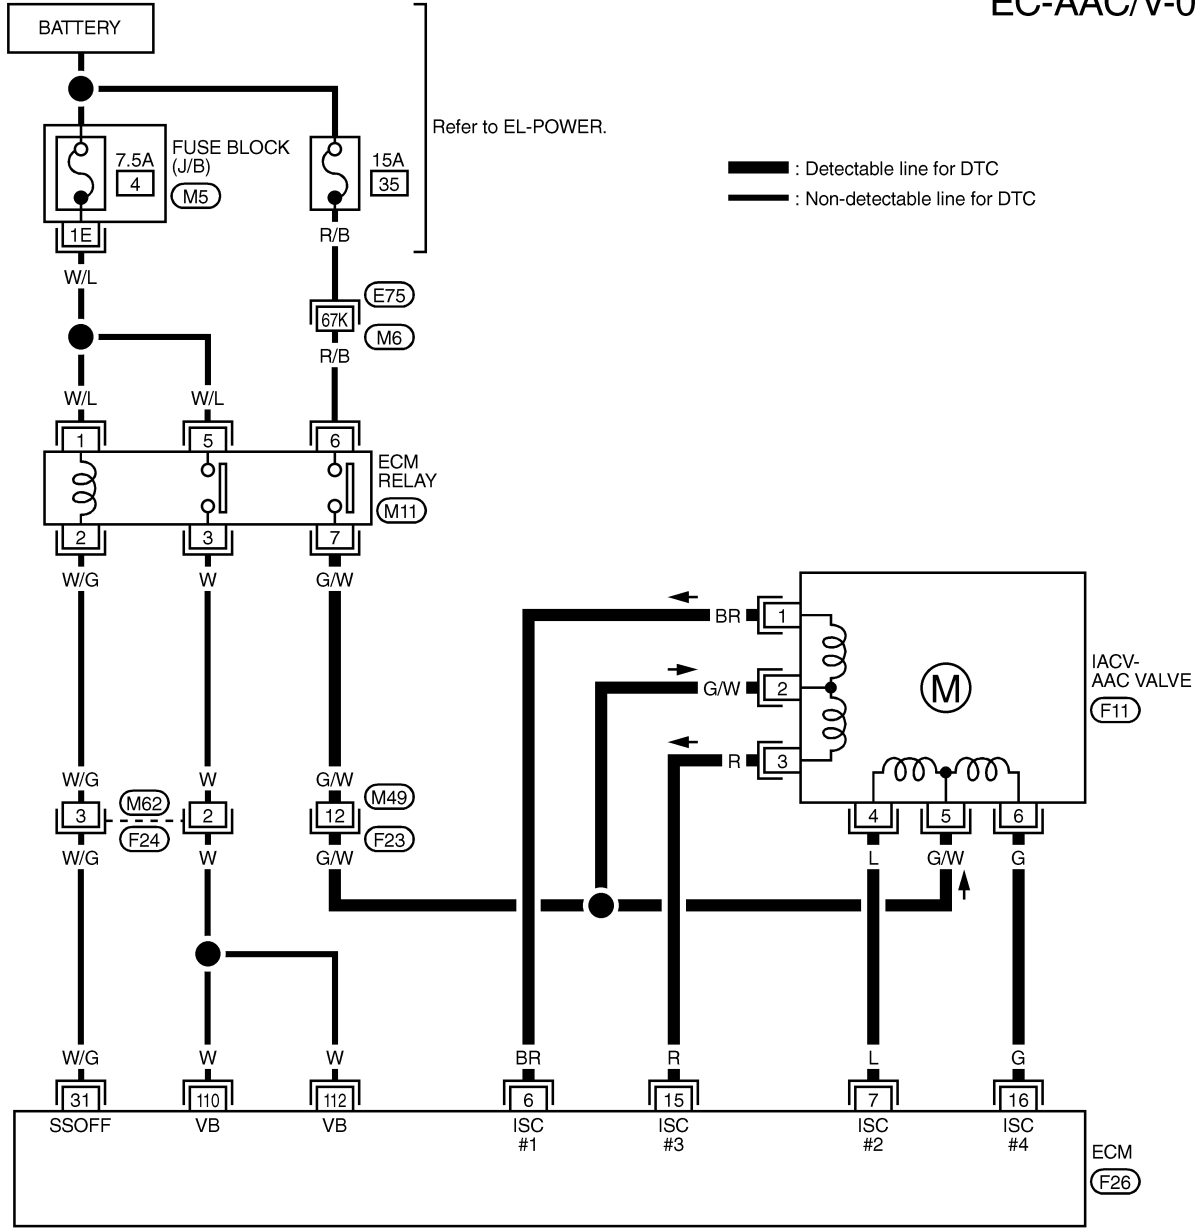 EC-AAC/V-0
BATTERY
Refer to EL-POWER.
FUSE BLOCK
(J/B)
7.5A
4
M5
15A
35
: Detectable line for DTC
: Non-detectable line for DTC
1E
R/B
W/L
E75
67K
M6
R/B
W/L
W/L
1
5
6
ECM
RELAY
M11
2
3
7
W/G
W
G/W
BR
1
G/W
2
R
3
M
IACV-
AAC VALVE
F11
4
5
6
W/G
W
G/W
3
M62
F24
2
12
M49
F23
W/G
W
G/W
L
G/W
G
W/G
W
W
BR
R
L
G
31
110
112
6
15
7
16
SSOFF
VB
VB
ISC
#1
ISC
#3
ISC
#2
ISC
#4
ECM
F26